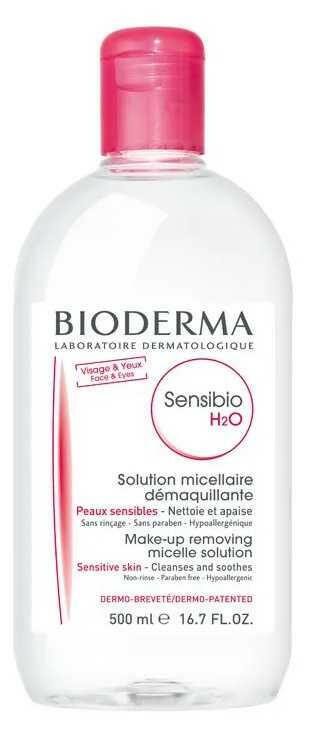 BIODERMA
LABORATOIRE DERMATOLOGIQUE
Visage & Yeux
Face & Eyes
Sensibio
H2O
Solution micellaire
démaquillante
Peaux sensibles - Nettoie et apaise
Sans rinçage - Sans paraben - Hypoallergénique
Make-up removing
micelle solution
Sensitive skin - Cleanses and soothes
Non-rinse - Paraben free - Hypoallergenic
DERMO-BREVETÉ/DERMO-PATENTED
500 ml ℮ 16.7 FL.OZ.